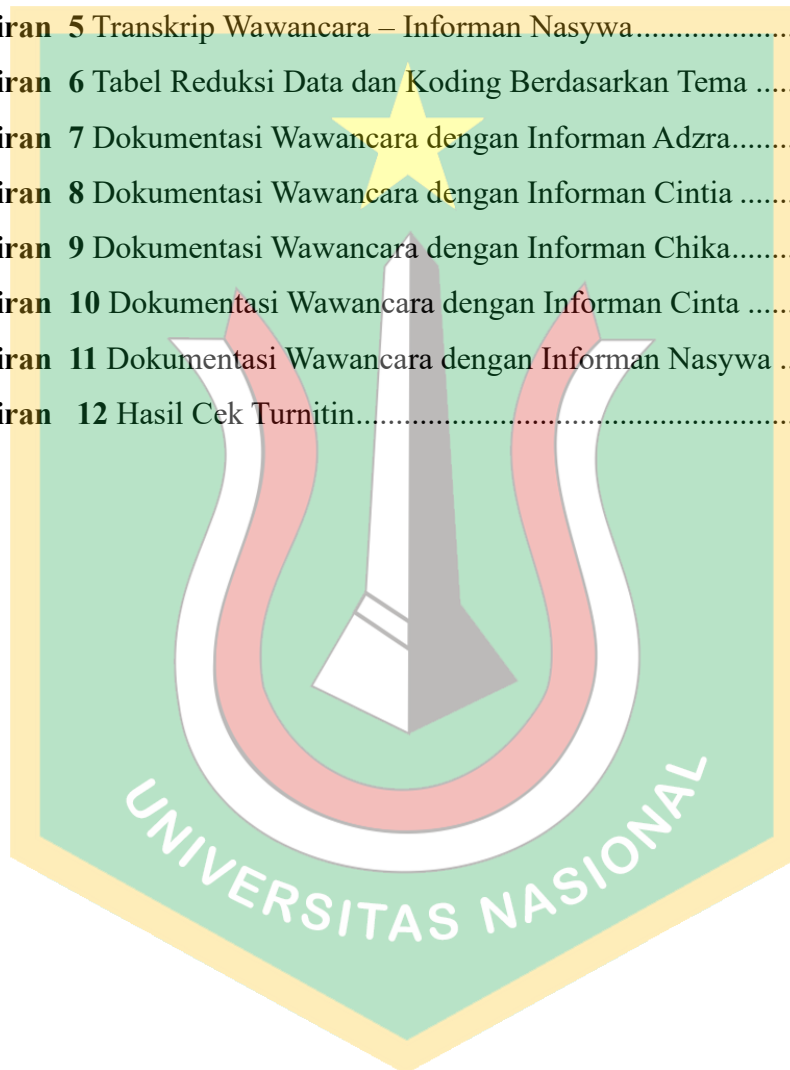 iran 5 Transkrip Wawancara – Informan Nasywa....................
iran 6 Tabel Reduksi Data dan Koding Berdasarkan Tema .....
iran 7 Dokumentasi Wawancara dengan Informan Adzra.......
iran 8 Dokumentasi Wawancara dengan Informan Cintia ......
iran 9 Dokumentasi Wawancara dengan Informan Chika.......
iran 10 Dokumentasi Wawancara dengan Informan Cinta .....
iran 11 Dokumentasi Wawancara dengan Informan Nasywa ..
iran 12 Hasil Cek Turnitin.......................................................
UNIVERSITAS NASIONAL